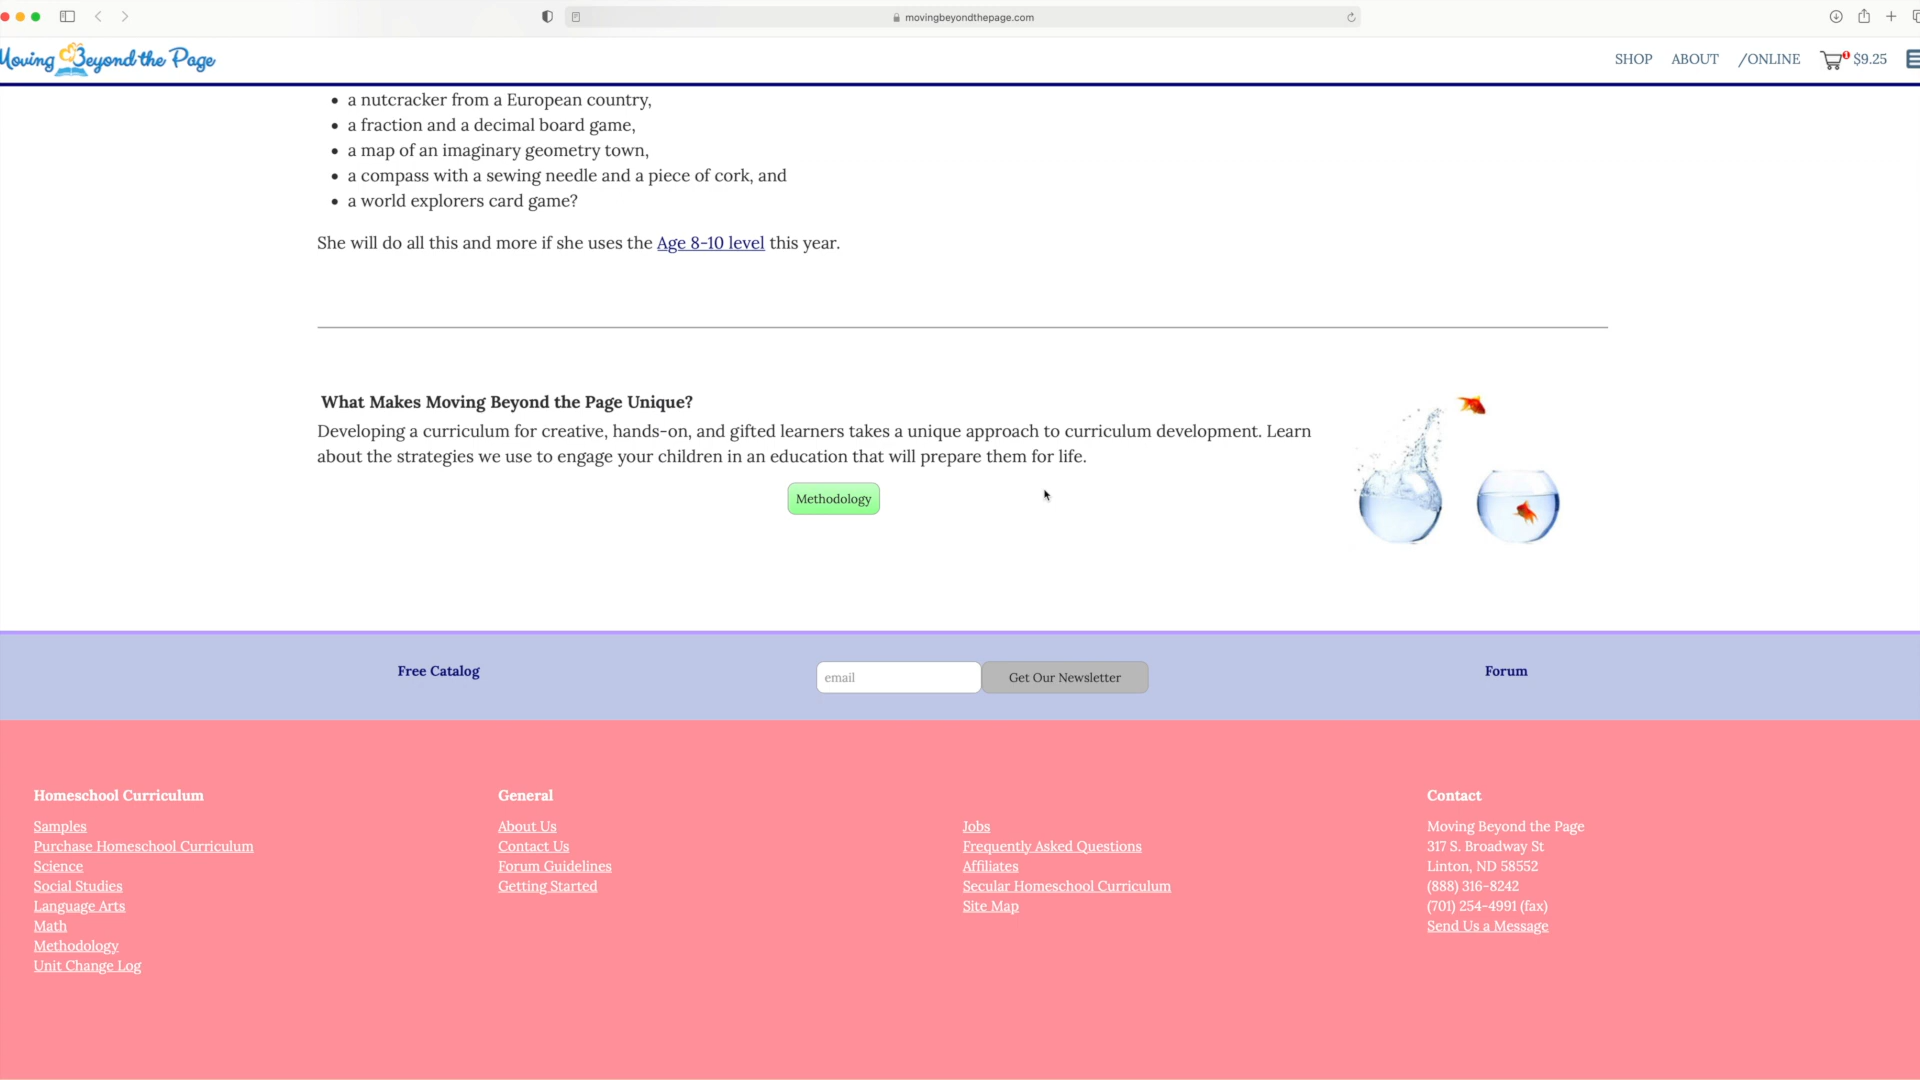 movingbeyondthepage.com
Moving Beyond the Page
SHOP ABOUT /ONLINE 1 $9.25
• a nutcracker from a European country,
• a fraction and a decimal board game,
• a map of an imaginary geometry town,
• a compass with a sewing needle and a piece of cork, and
• a world explorers card game?
She will do all this and more if she uses the Age 8-10 level this year.
What Makes Moving Beyond the Page Unique?
Developing a curriculum for creative, hands-on, and gifted learners takes a unique approach to curriculum development. Learn
about the strategies we use to engage your children in an education that will prepare them for life.
Methodology
Free Catalog
email
Get Our Newsletter
Forum
Homeschool Curriculum
Samples
Purchase Homeschool Curriculum
Science
Social Studies
Language Arts
Math
Methodology
Unit Change Log
General
About Us
Contact Us
Forum Guidelines
Getting Started
Jobs
Frequently Asked Questions
Affiliates
Secular Homeschool Curriculum
Site Map
Contact
Moving Beyond the Page
317 S. Broadway St
Linton, ND 58552
(888) 316-8242
(701) 254-4991 (fax)
Send Us a Message